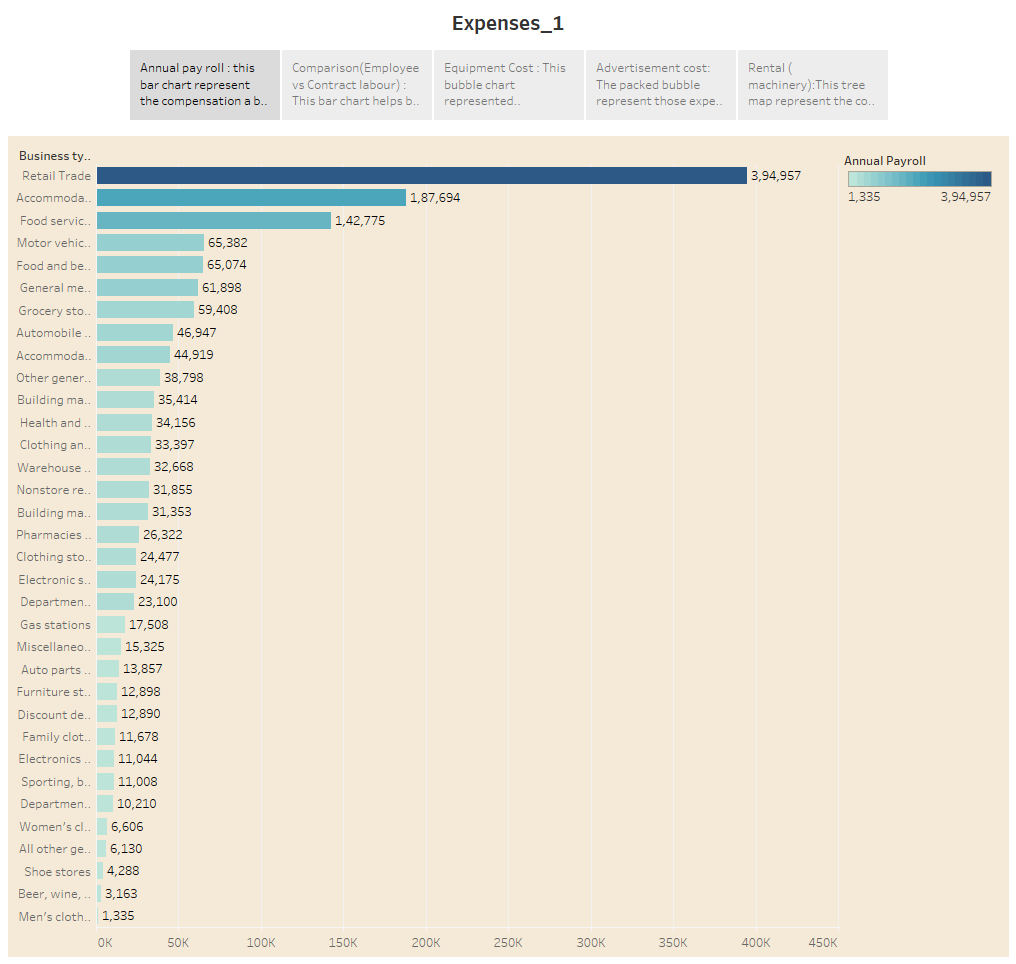 Expenses_1
Annual pay roll : this
bar chart represent
the compensation a b..
Comparison(Employee
vs Contract labour) :
This bar chart helps b..
Equipment Cost : This
bubble chart
represented..
Advertisement cost:
The packed bubble
represent those expe..
Rental (
machinery):This tree
map represent the co..
Business ty..
Retail Trade 3,94,957
Accommoda.. 1,87,694
Food servic.. 1,42,775
Motor vehic.. 65,382
Food and be.. 65,074
General me.. 61,898
Grocery sto.. 59,408
Automobile .. 46,947
Accommoda.. 44,919
Other gener.. 38,798
Building ma.. 35,414
Health and .. 34,156
Clothing an.. 33,397
Warehouse .. 32,668
Nonstore re.. 31,855
Building ma.. 31,353
Pharmacies .. 26,322
Clothing sto.. 24,477
Electronic s.. 24,175
Departmen.. 23,100
Gas stations 17,508
Miscellaneo.. 15,325
Auto parts .. 13,857
Furniture st.. 12,898
Discount de.. 12,890
Family clot.. 11,678
Electronics .. 11,044
Sporting, b.. 11,008
Departmen.. 10,210
Women's cl.. 6,606
All other ge.. 6,130
Shoe stores 4,288
Beer, wine, .. 3,163
Men's cloth.. 1,335
0K 50K 100K 150K 200K 250K 300K 350K 400K 450K
Annual Payroll
1,335 3,94,957